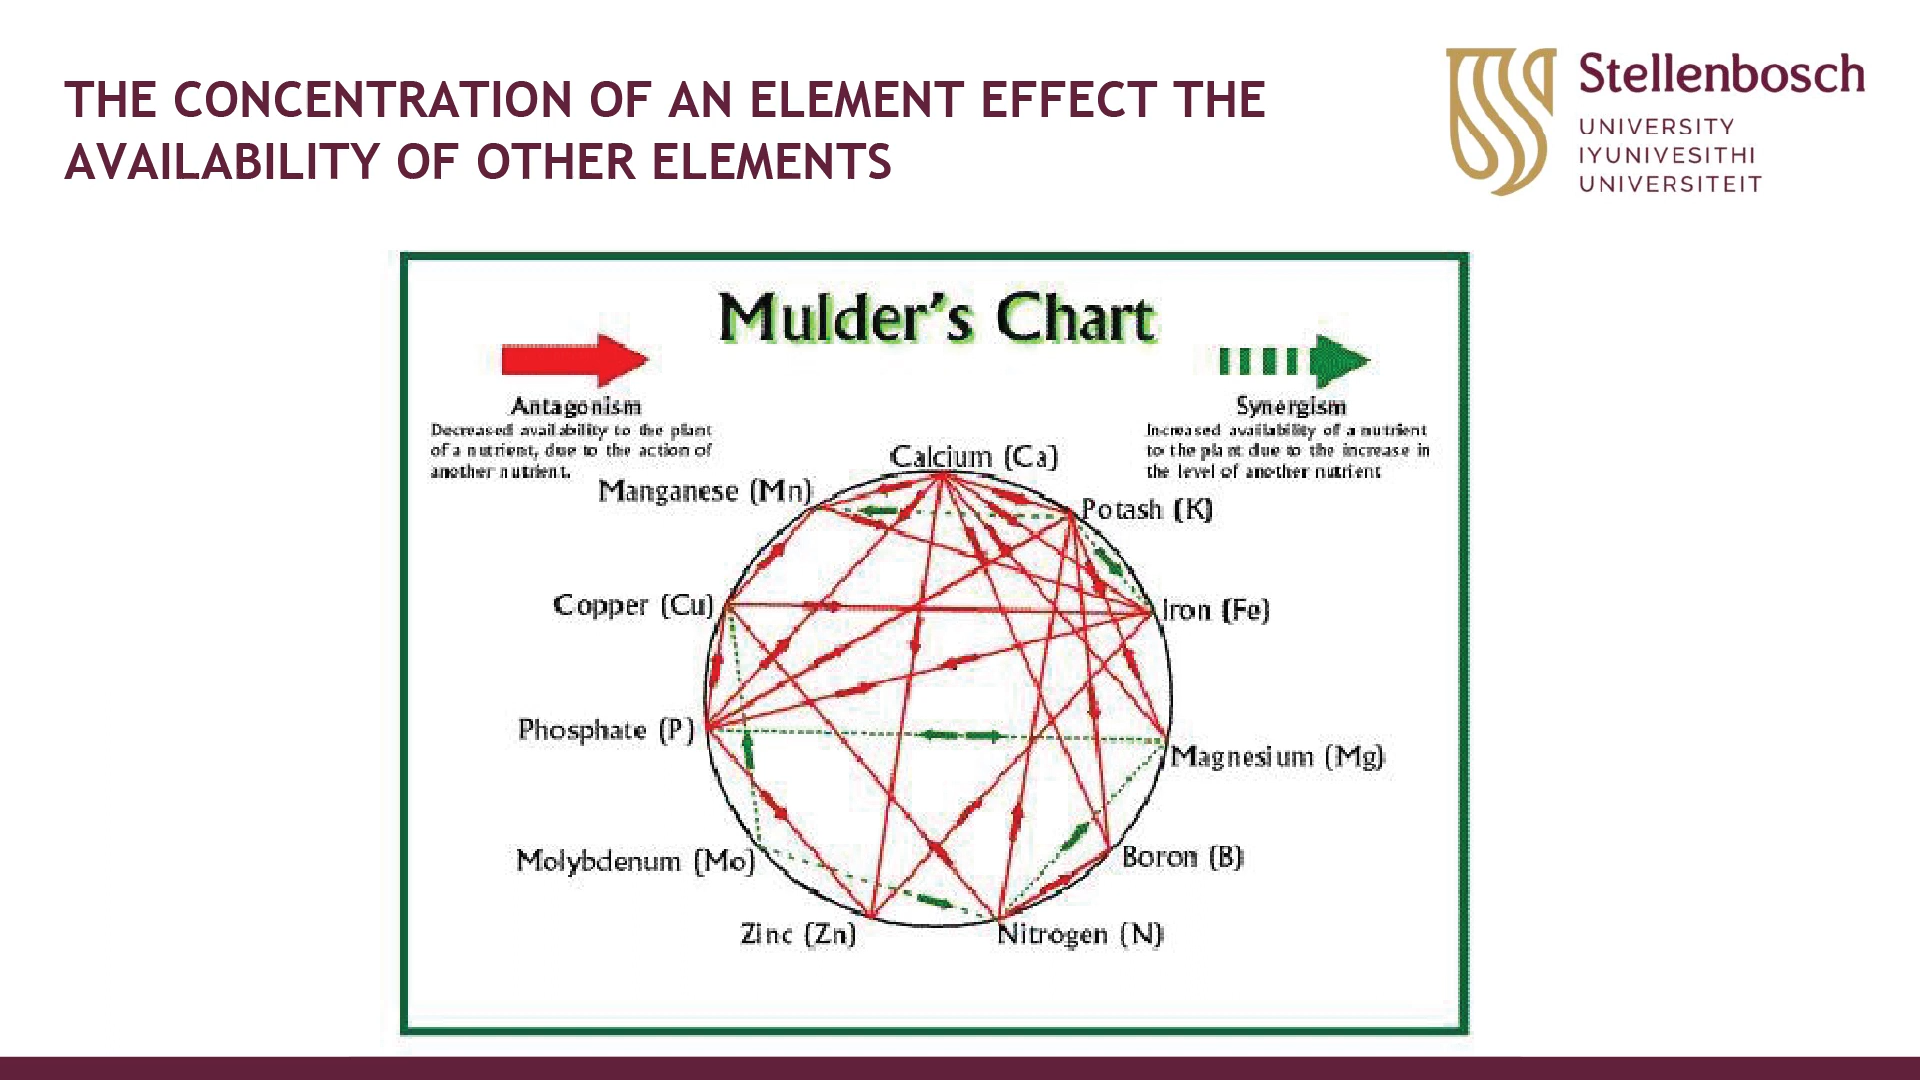 THE CONCENTRATION OF AN ELEMENT EFFECT THE
AVAILABILITY OF OTHER ELEMENTS
Stellenbosch
UNIVERSITY
IYUNIVESITHI
UNIVERSITEIT
Mulder's Chart
Antagonism
Decreased availability to the plant
of a nutrient, due to the action of
another nutrient.
Synergism
Increased availability of a nutrient
to the plant due to the increase in
the level of another nutrient
Calcium (Ca)
Manganese (Mn)
Potash (K)
Copper (Cu)
Iron (Fe)
Phosphate (P)
Magnesium (Mg)
Molybdenum (Mo)
Boron (B)
Zinc (Zn)
Nitrogen (N)